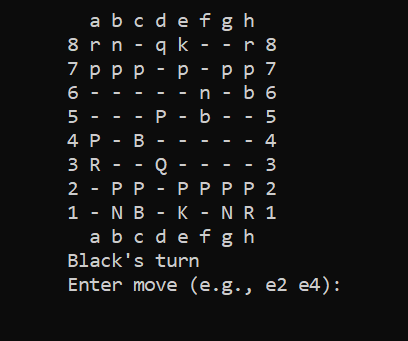 a b c d e f g h
8 r n - q k - - r 8
7 p p p - p - p p 7
6 - - - - - n - b 6
5 - - - P - b - - 5
4 P - B - - - - - 4
3 R - - Q - - - - 3
2 - P P - P P P P 2
1 - N B - K - N R 1
a b c d e f g h
Black's turn
Enter move (e.g., e2 e4):